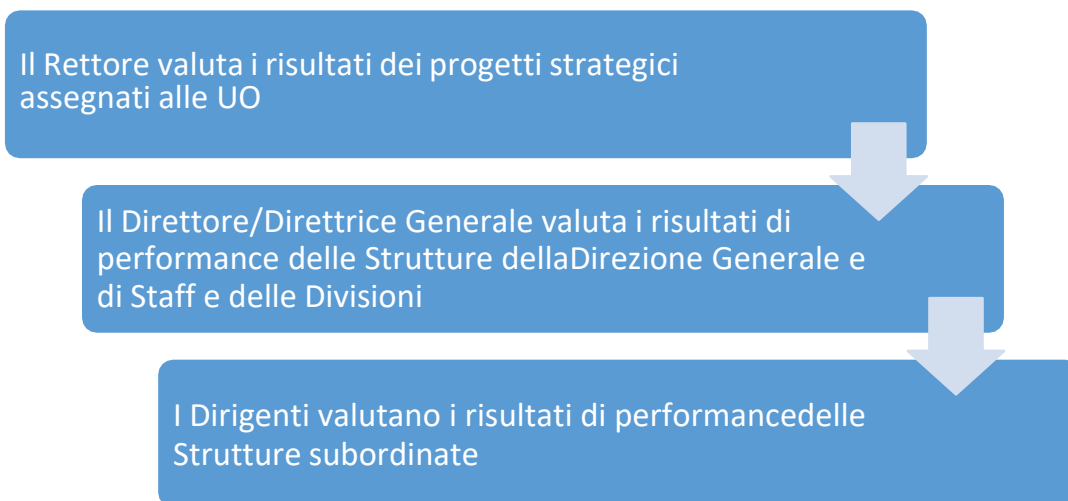 Il Rettore valuta i risultati dei progetti strategici
assegnati alle UO
Il Direttore/Direttrice Generale valuta i risultati di
performance delle Strutture dellaDirezione Generale e
di Staff e delle Divisioni
I Dirigenti valutano i risultati di performancedelle
Strutture subordinate